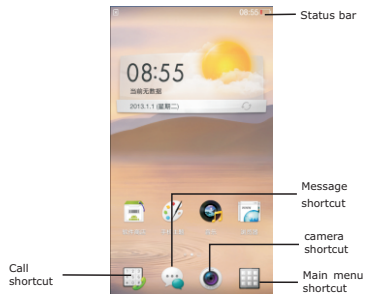 08:55
Status bar
08:55
当前无数据
2013.1.1 (星期二)
Message
shortcut
camera
shortcut
Call
shortcut
Main menu
shortcut